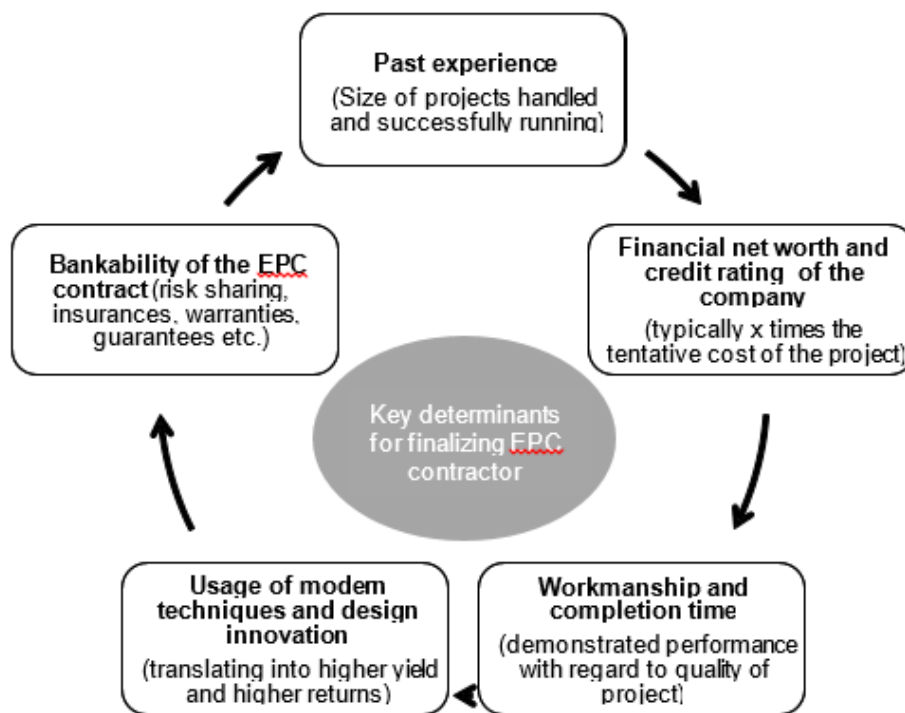 Past experience
(Size of projects handled
and successfully running)
Financial net worth and
credit rating of the
company
(typically x times the
tentative cost of the project)
Workmanship and
completion time
(demonstrated performance
with regard to quality of
project)
Usage of modern
techniques and design
innovation
(translating into higher yield
and higher returns)
Bankability of the EPC
contract (risk sharing,
insurances, warranties,
guarantees etc.)
Key determinants
for finalizing EPC
contractor